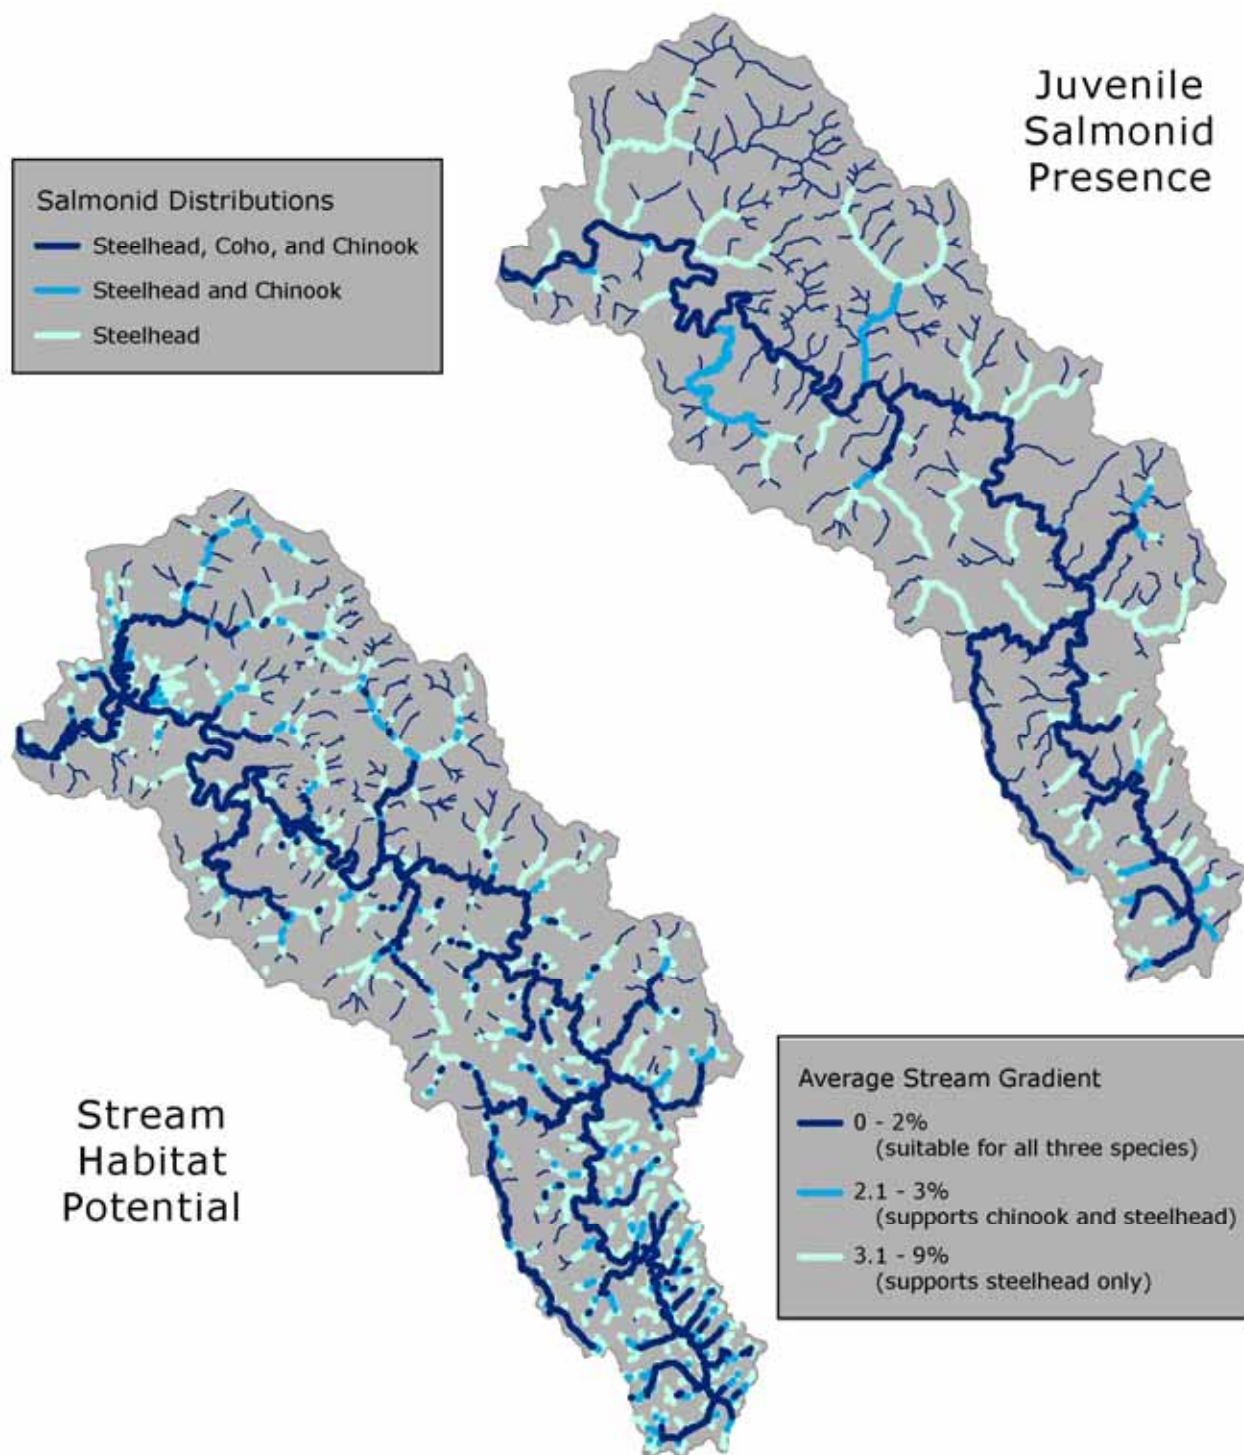 Juvenile
Salmonid
Presence
Salmonid Distributions
Steelhead, Coho, and Chinook
Steelhead and Chinook
Steelhead
Stream
Habitat
Potential
Average Stream Gradient
0 - 2%
(suitable for all three species)
2.1 - 3%
(supports chinook and steelhead)
3.1 - 9%
(supports steelhead only)